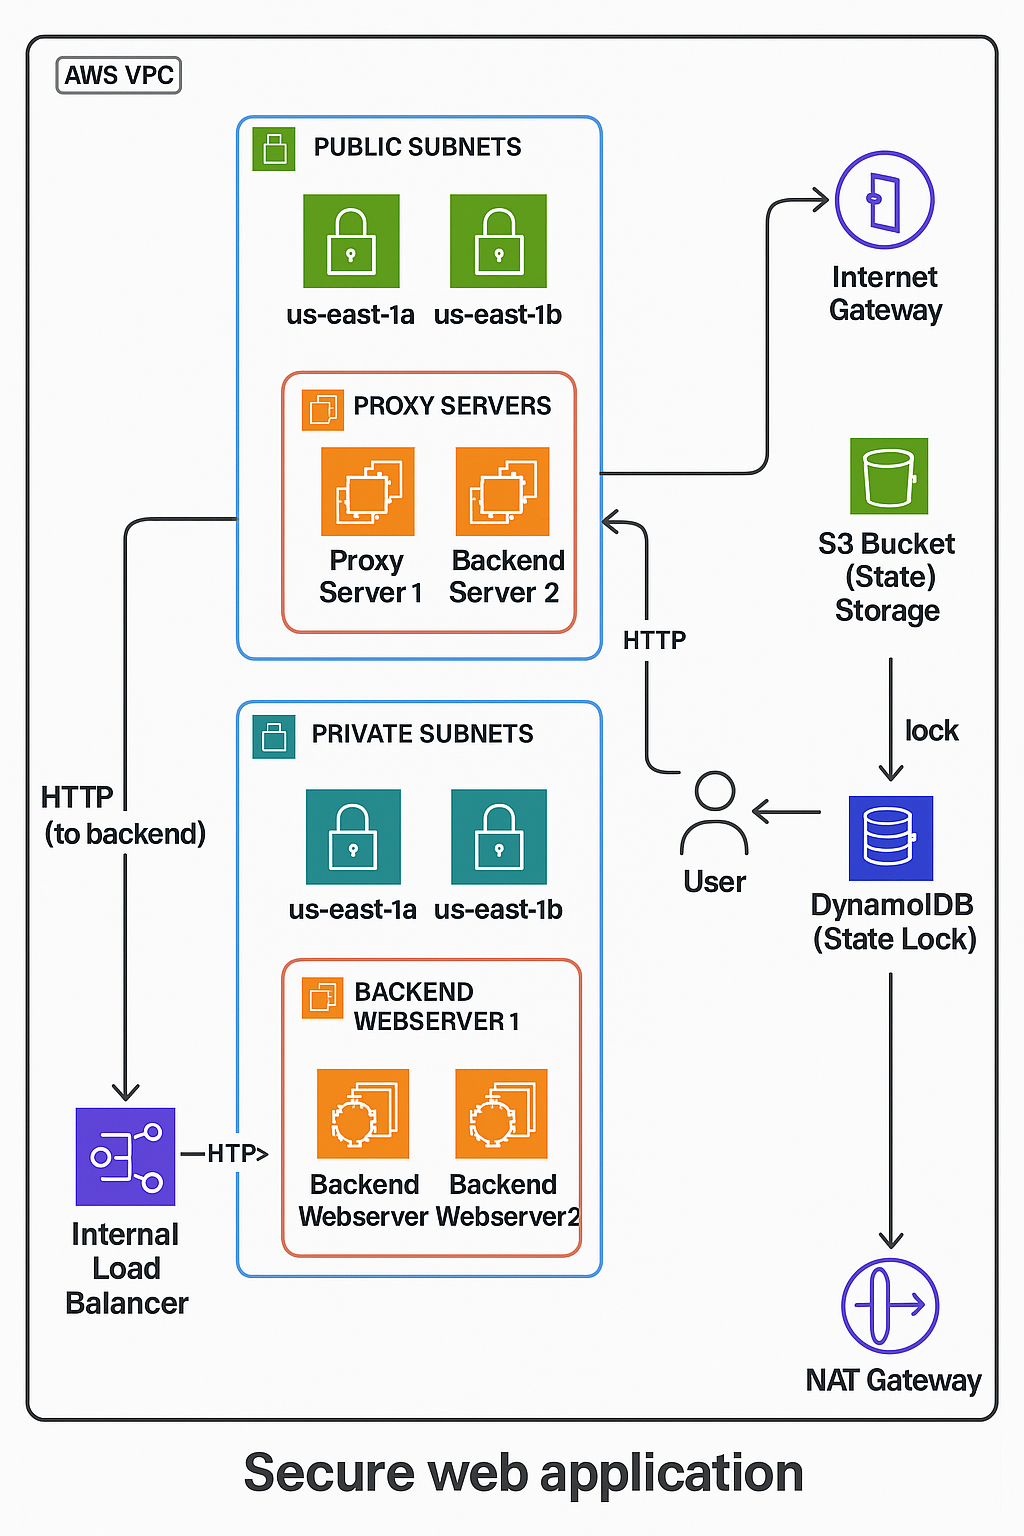 AWS VPC
PUBLIC SUBNETS
us-east-1a us-east-1b
PROXY SERVERS
Proxy
Server 1
Backend
Server 2
Internet
Gateway
S3 Bucket
(State)
Storage
HTTP
lock
PRIVATE SUBNETS
us-east-1a us-east-1b
HTTP
(to backend)
User
DynamoIDB
(State Lock)
BACKEND
WEBSERVER 1
Backend
Webserver
Backend
Webserver2
HTP>
Internal
Load
Balancer
NAT Gateway
Secure web application